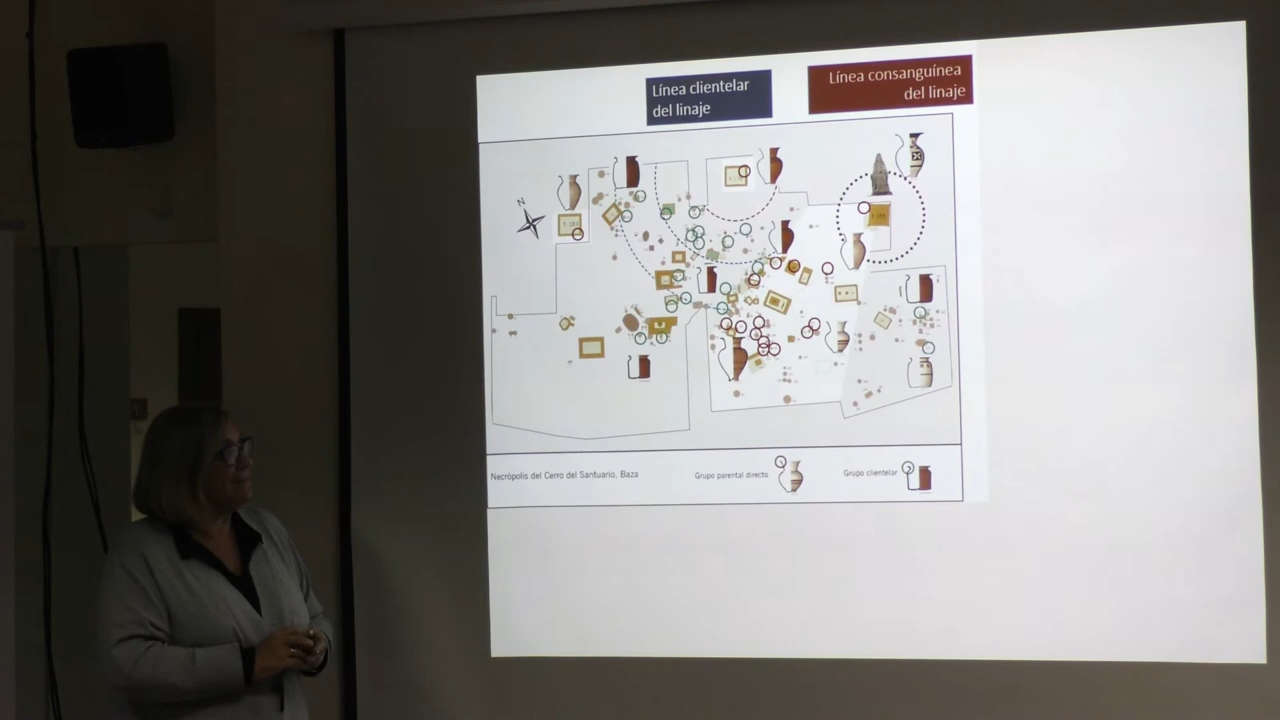 Línea clientelar
del linaje
Línea consanguínea
del linaje
N
Necrópolis del Cerro del Santuario, Baza
Grupo parental directo
Grupo clientelar